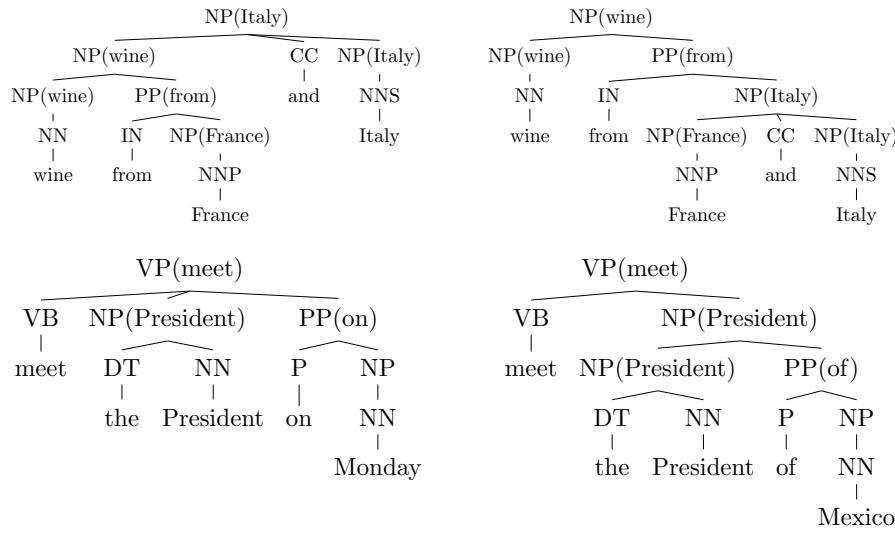 NP(Italy)
NP(wine) CC NP(Italy)
NP(wine) PP(from) and NNS
NN IN NP(France) Italy
wine from NNP
France
NP(wine)
NP(wine) PP(from)
NN IN NP(Italy)
wine from NP(France) CC NP(Italy)
NNP and NNS
France Italy
VP(meet)
VB NP(President) PP(on)
meet DT NN P NP
the President on NN
Monday
VP(meet)
VB NP(President)
meet NP(President) PP(of)
DT NN P NP
the President of NN
Mexico